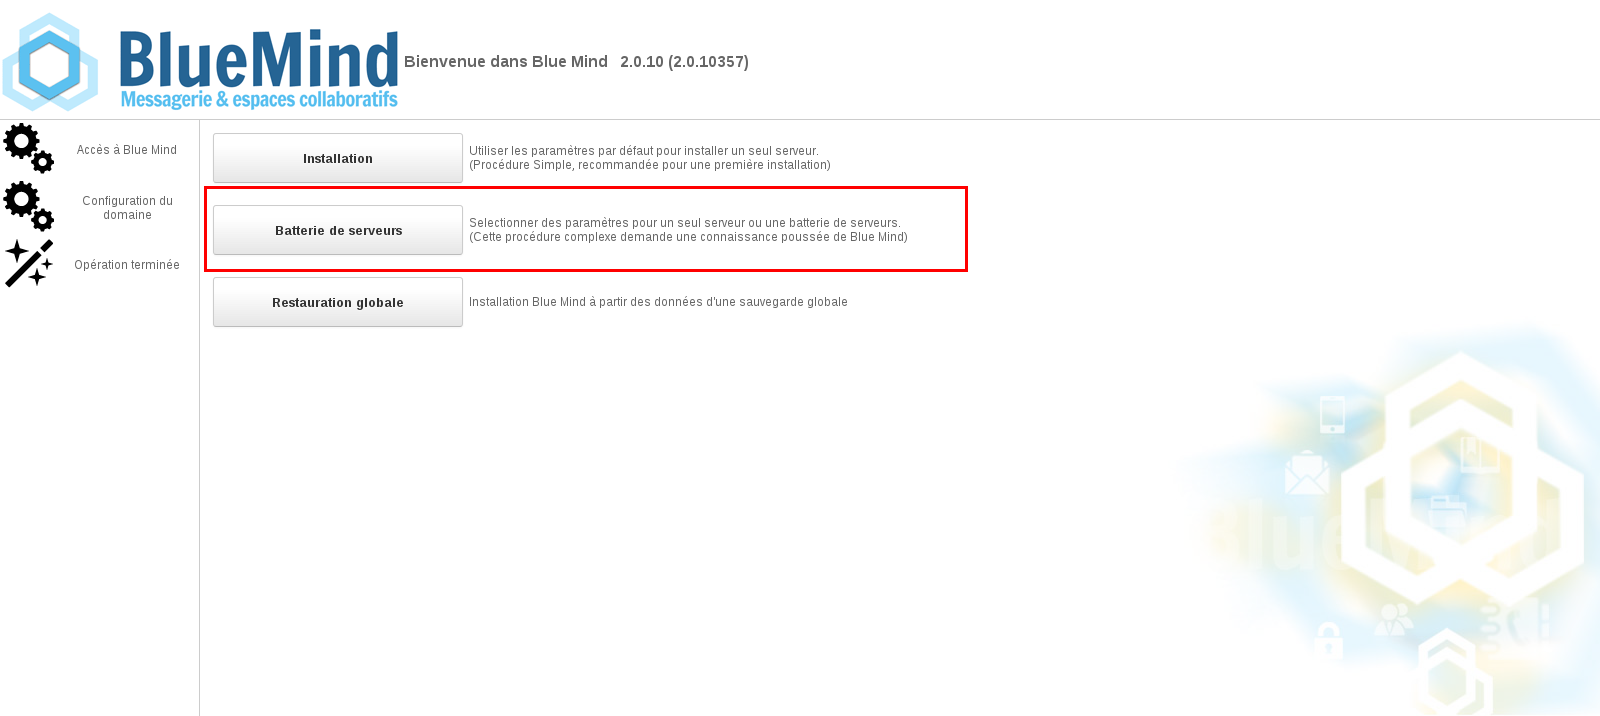 BlueMind
Messagerie & espaces collaboratifs
Bienvenue dans Blue Mind 2.0.10 (2.0.10357)
Accès à Blue Mind
Configuration du
domaine
Opération terminée
Installation
Utiliser les paramètres par défaut pour installer un seul serveur.
(Procédure Simple, recommandée pour une première installation)
Batterie de serveurs
Selectionner des paramètres pour un seul serveur ou une batterie de serveurs.
(Cette procédure complexe demande une connaissance poussée de Blue Mind)
Restauration globale
Installation Blue Mind à partir des données d'une sauvegarde globale
BlueMind